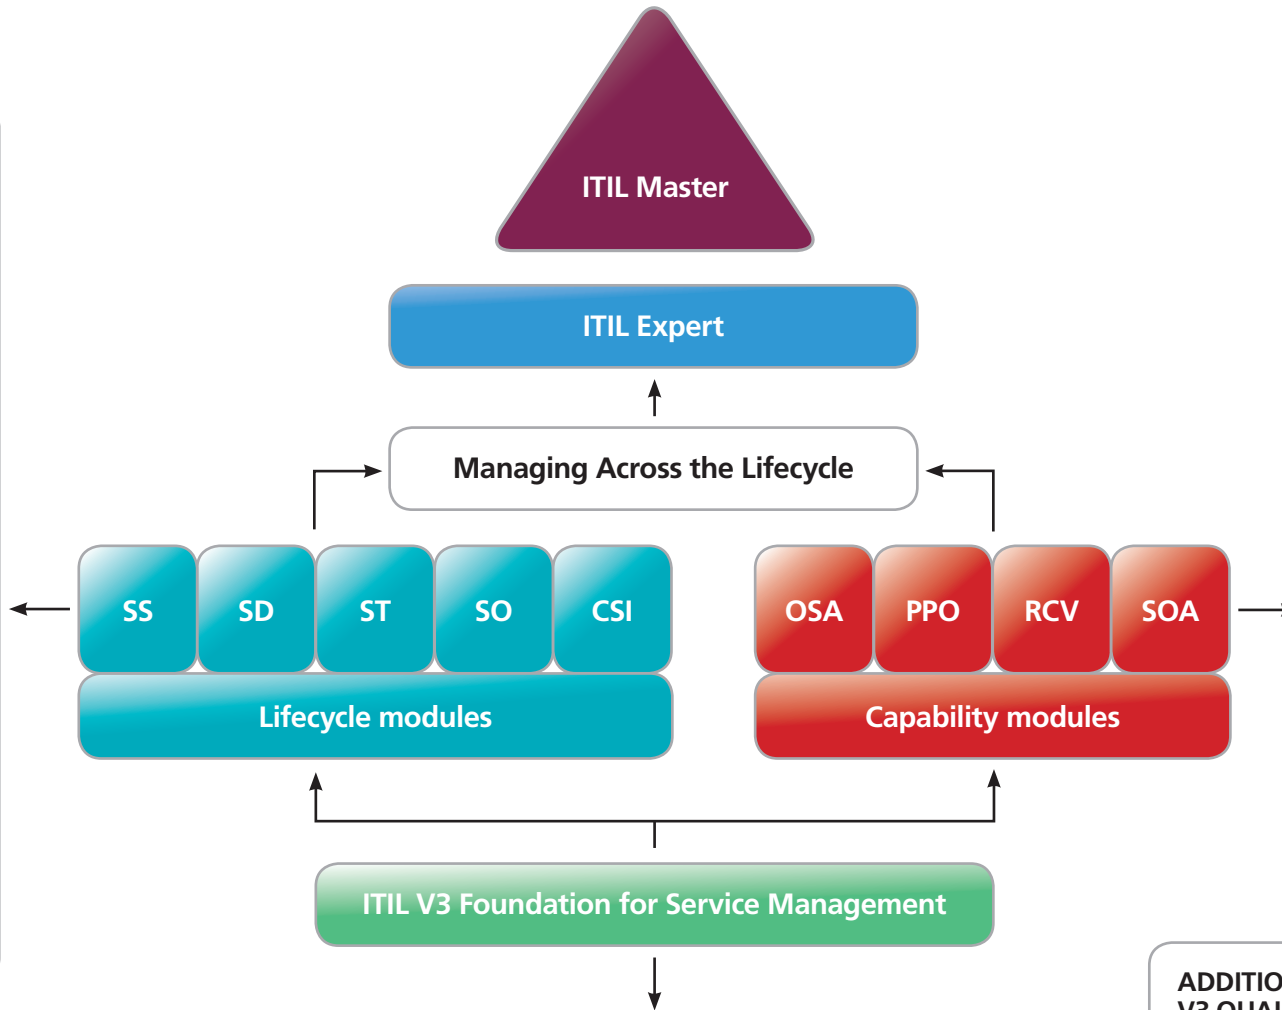 ITIL Master
ITIL Expert
Managing Across the Lifecycle
SS SD ST SO CSI
OSA PPO RCV SOA
Lifecycle modules
Capability modules
ITIL V3 Foundation for Service Management
V3